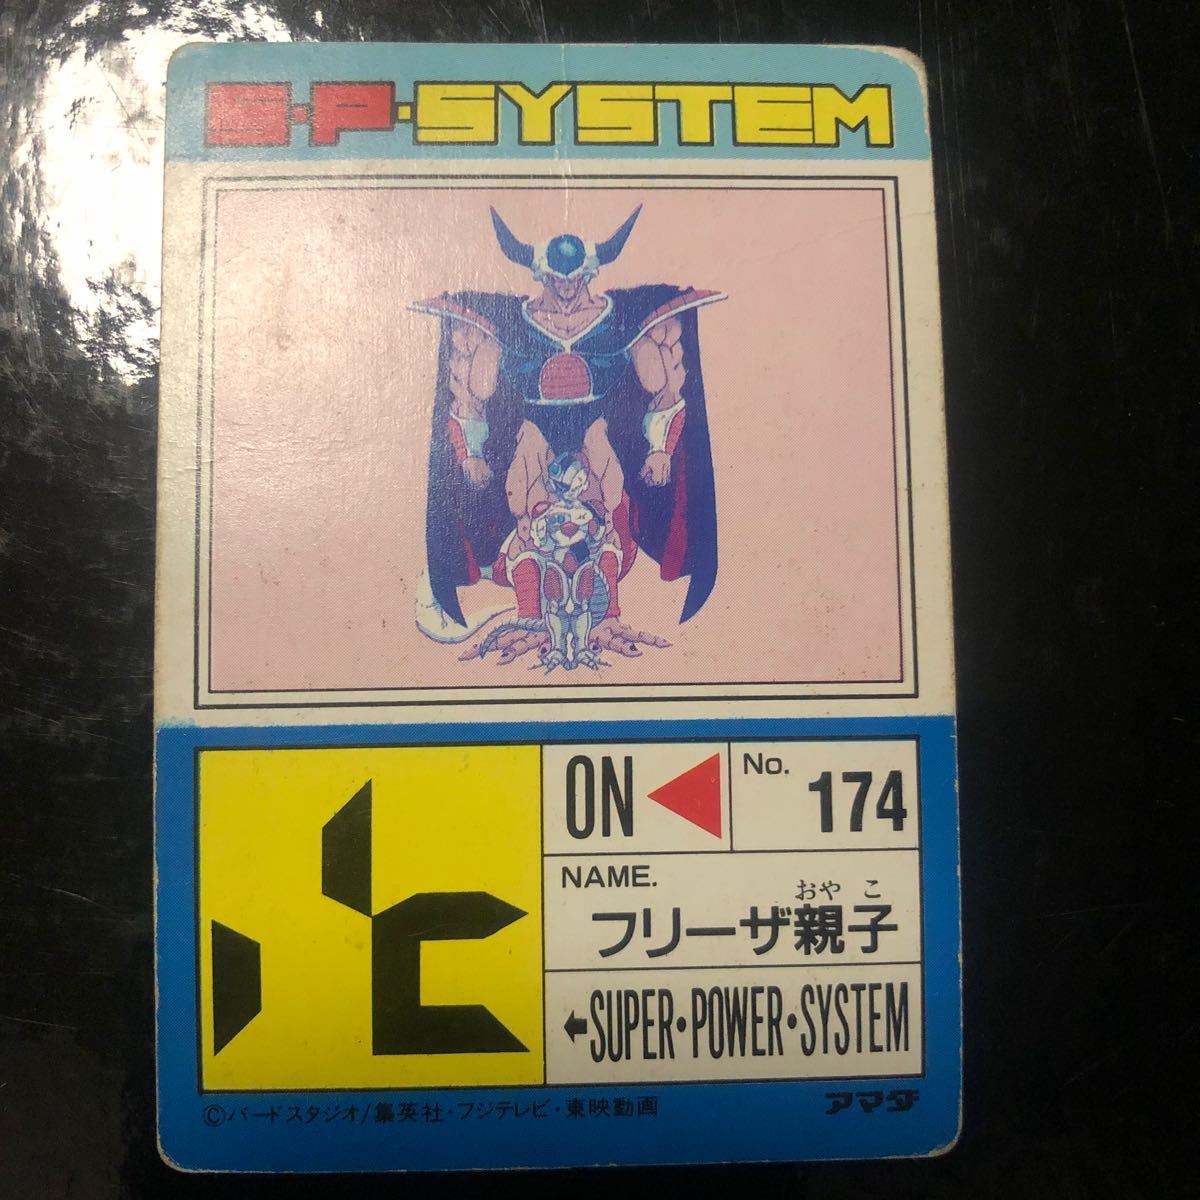 S・P・SYSTEM
ON
No.
174
NAME.
おやこ
フリーザ親子
←SUPER・POWER・SYSTEM
©バードスタジオ/集英社・フジテレビ・東映動画
アマダ